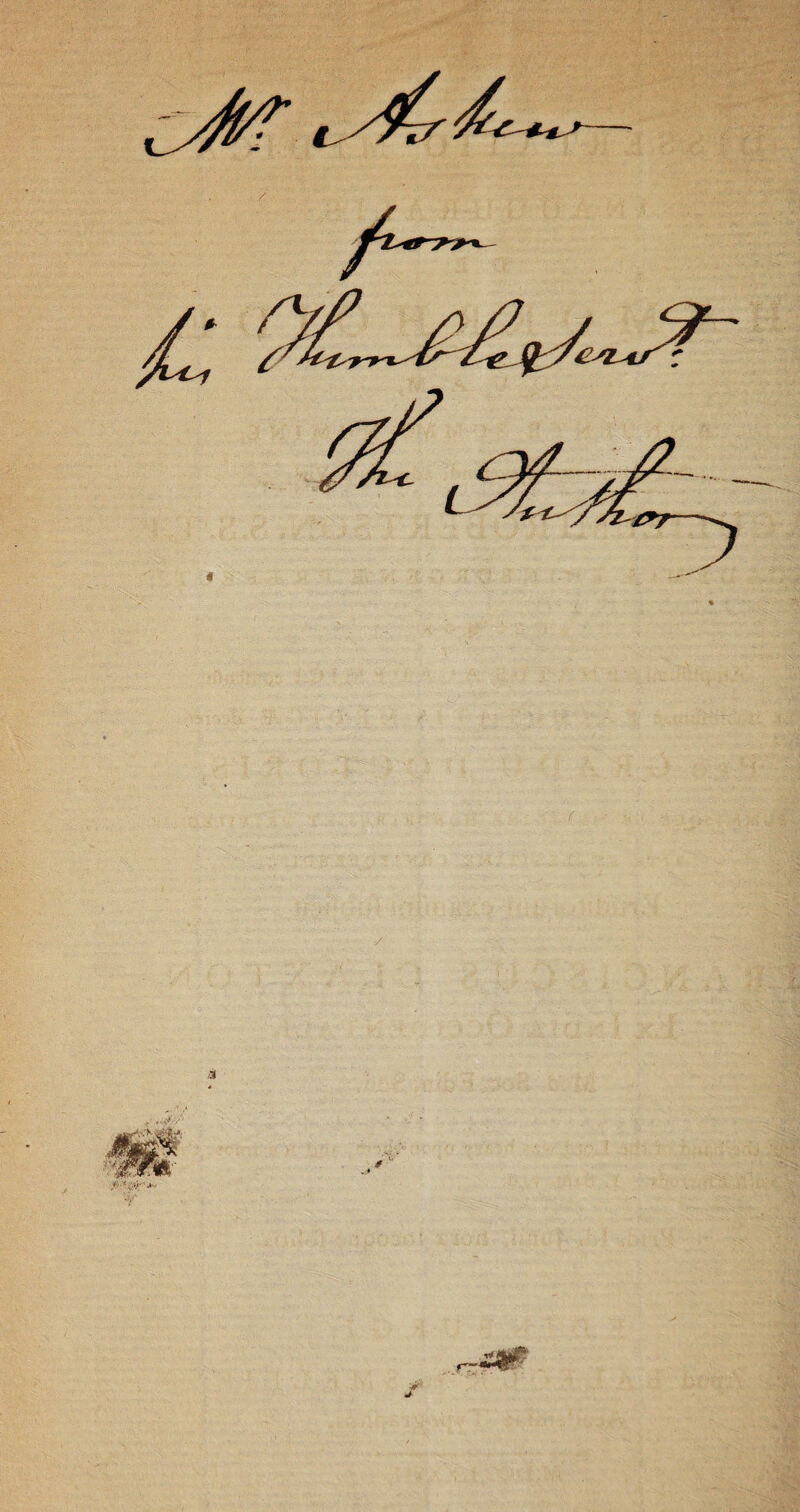 Mr. Askew
from
his Humble Servt.
The Author